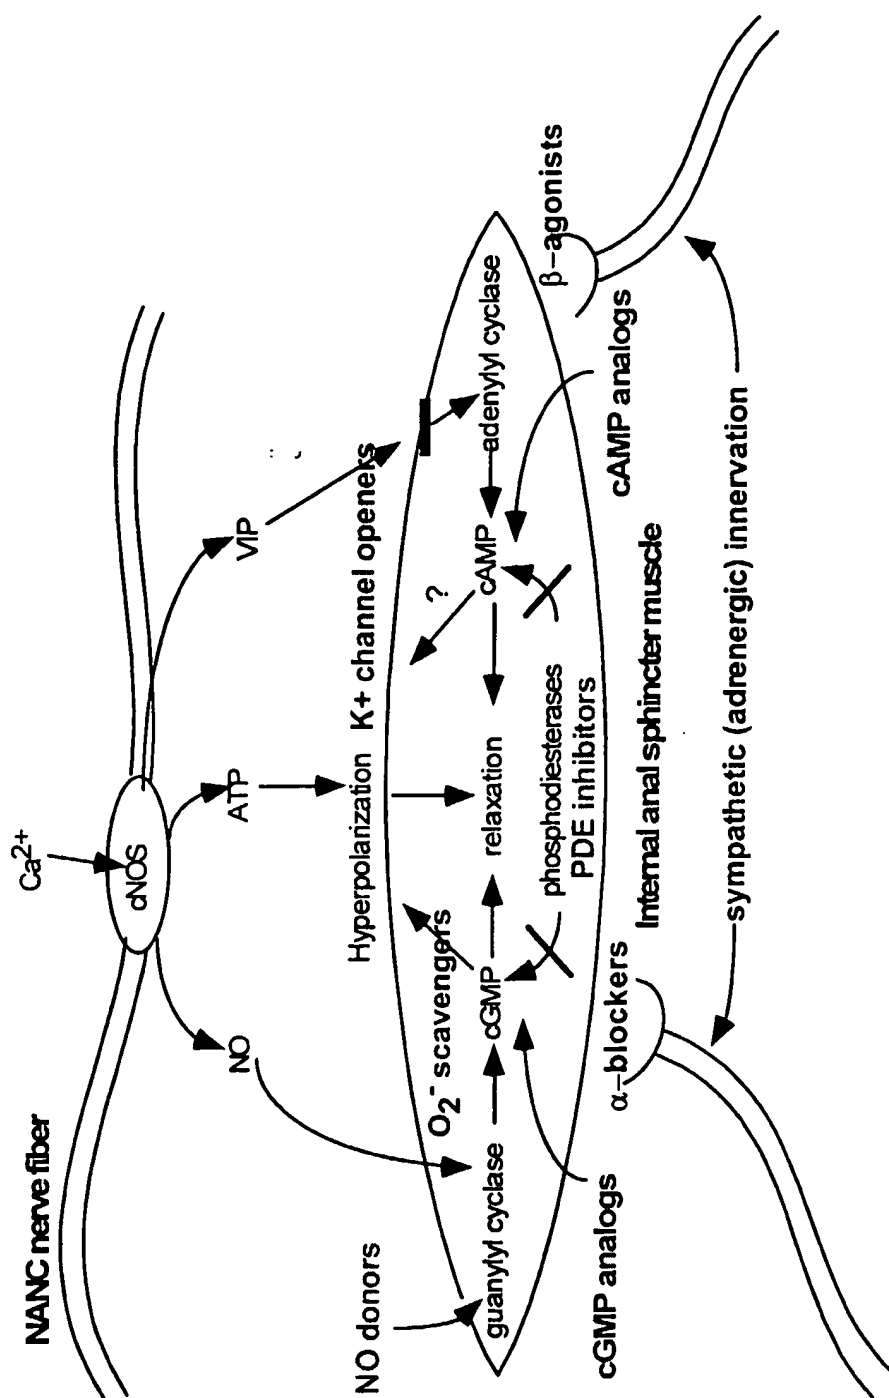 NANC nerve fiber
Ca2+
cNOS
NO
ATP
VIP
NO donors
Hyperpolarization K+ channel openers
O2- scavengers
?
guanylyl cyclase
cGMP
relaxation
cAMP
adenylyl cyclase
phosphodiesterases
PDE inhibitors
β-agonists
cGMP analogs
α-blockers
Internal anal sphincter muscle
cAMP analogs
sympathetic (adrenergic) innervation